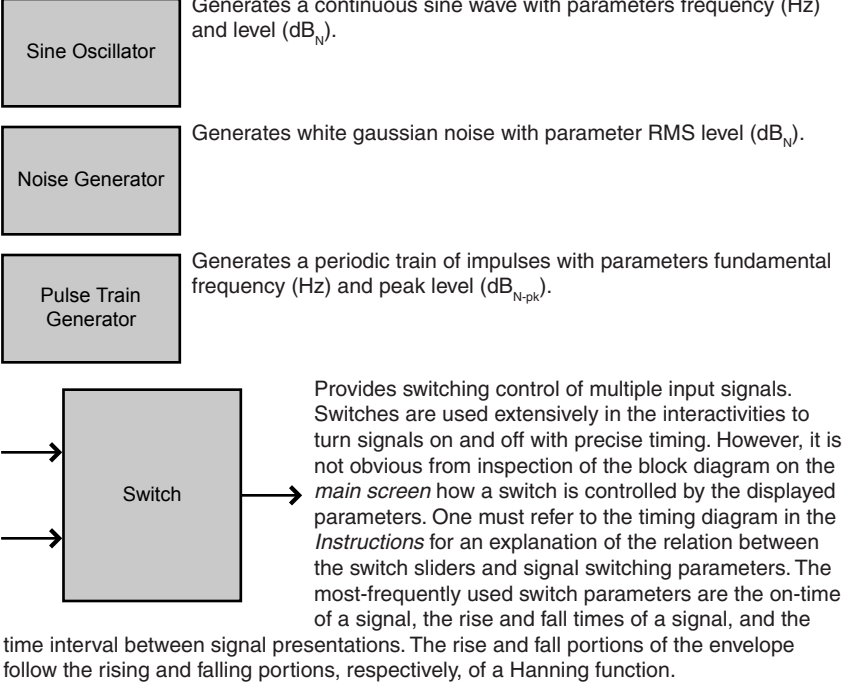 Generates a continuous sine wave with parameters frequency (Hz)
and level (dBN).
Sine Oscillator
Generates white gaussian noise with parameter RMS level (dBN).
Noise Generator
Generates a periodic train of impulses with parameters fundamental
frequency (Hz) and peak level (dBN-pk).
Pulse Train
Generator
Provides switching control of multiple input signals.
Switches are used extensively in the interactivities to
turn signals on and off with precise timing. However, it is
not obvious from inspection of the block diagram on the
main screen how a switch is controlled by the displayed
parameters. One must refer to the timing diagram in the
Instructions for an explanation of the relation between
the switch sliders and signal switching parameters. The
most-frequently used switch parameters are the on-time
of a signal, the rise and fall times of a signal, and the
time interval between signal presentations. The rise and fall portions of the envelope
follow the rising and falling portions, respectively, of a Hanning function.
Switch